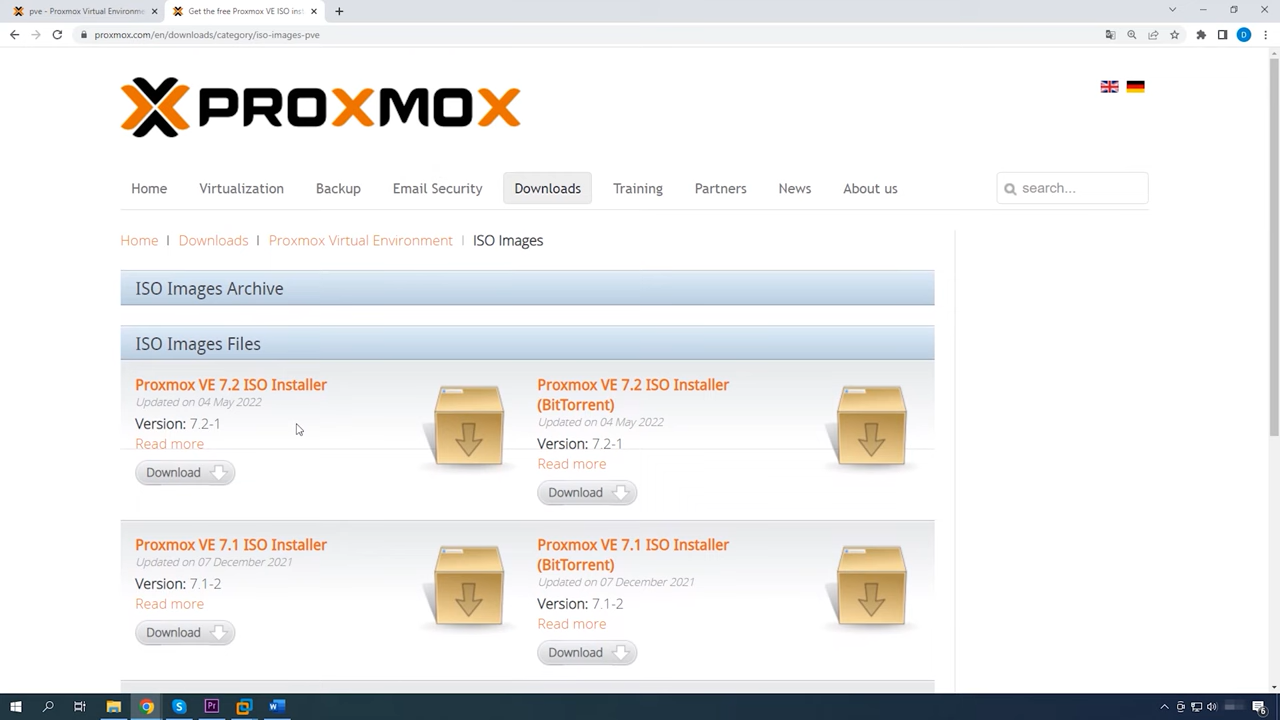 pve - Proxmox Virtual Environme
Get the free Proxmox VE ISO inst
proxmox.com/en/downloads/category/iso-images-pve
D
PROXMOX
Home
Virtualization
Backup
Email Security
Downloads
Training
Partners
News
About us
search...
Home | Downloads | Proxmox Virtual Environment | ISO Images
ISO Images Archive
ISO Images Files
Proxmox VE 7.2 ISO Installer
Updated on 04 May 2022
Version: 7.2-1
Read more
Download
Proxmox VE 7.2 ISO Installer
(BitTorrent)
Updated on 04 May 2022
Version: 7.2-1
Read more
Download
Proxmox VE 7.1 ISO Installer
Updated on 07 December 2021
Version: 7.1-2
Read more
Download
Proxmox VE 7.1 ISO Installer
(BitTorrent)
Updated on 07 December 2021
Version: 7.1-2
Read more
Download
S
Pr
W
6